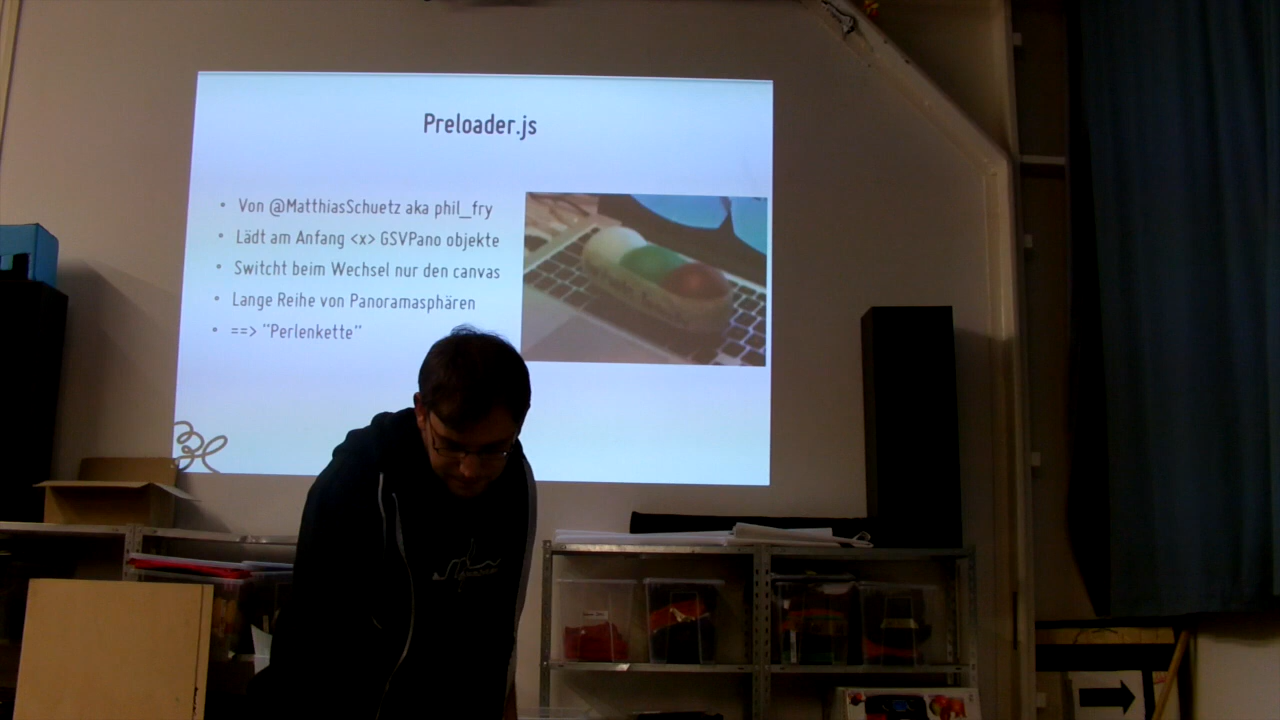 Preloader.js
• Von @MatthiasSchuetz aka phil_fry
• Lädt am Anfang <x> GSVPano objekte
• Switcht beim Wechsel nur den canvas
• Lange Reihe von Panoramasphären
• ==> "Perlenkette"